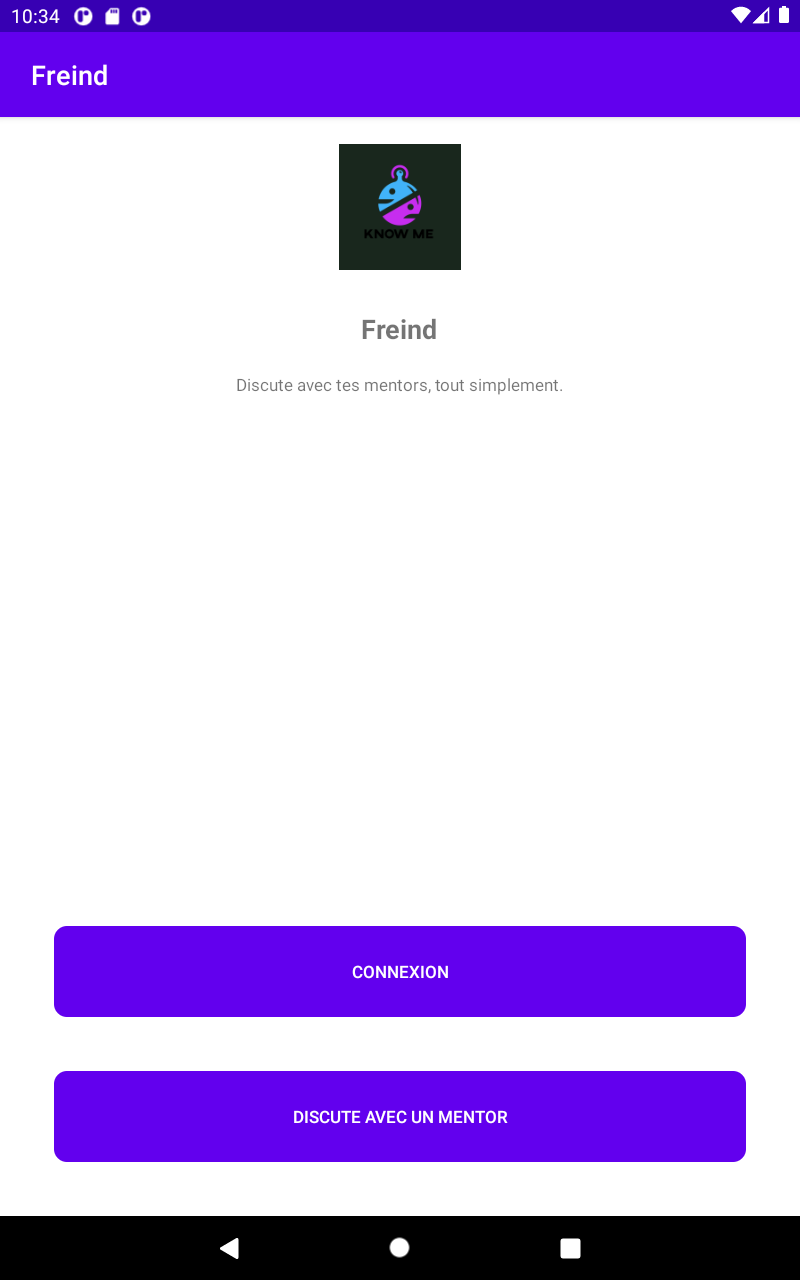 10:34
Freind
KNOW ME
Freind
Discute avec tes mentors, tout simplement.
CONNEXION
DISCUTE AVEC UN MENTOR